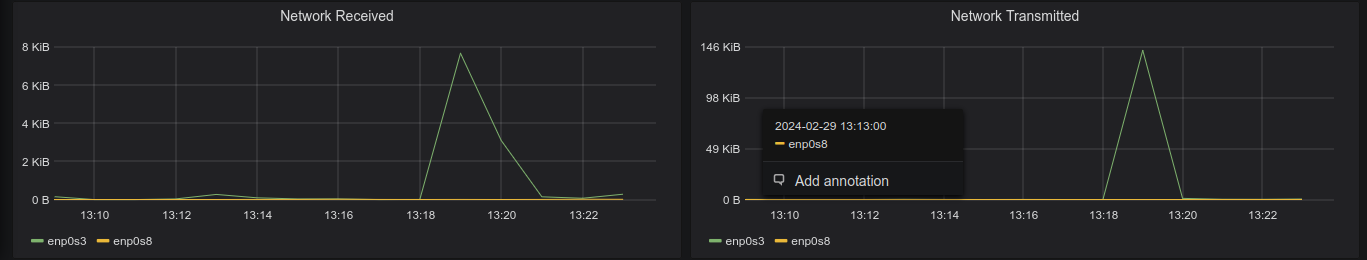 Network Received
8 KiB
6 KiB
4 KiB
2 KiB
0 B
13:10 13:12 13:14 13:16 13:18 13:20 13:22
enp0s3 enp0s8
Network Transmitted
146 KiB
98 KiB
49 KiB
0 B
2024-02-29 13:13:00
enp0s8
Add annotation
13:10 13:12 13:14 13:16 13:18 13:20 13:22
enp0s3 enp0s8